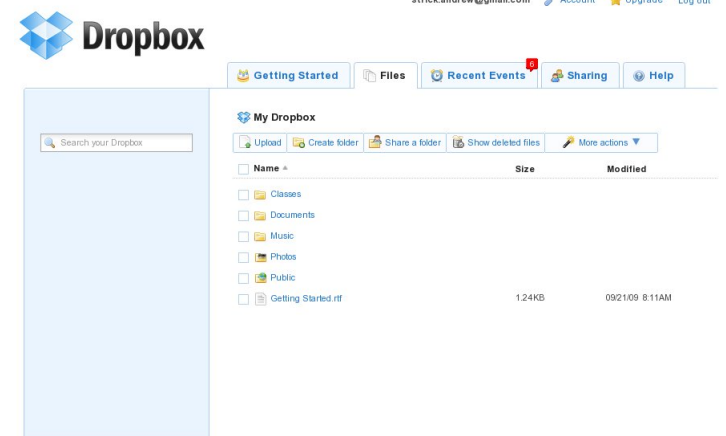 strick.andrew@gmail.com Account Upgrade Log out
Dropbox
Getting Started Files Recent Events 6 Sharing Help
My Dropbox
Search your Dropbox
Upload Create folder Share a folder Show deleted files More actions
Name Size Modified
Classes
Documents
Music
Photos
Public
Getting Started.rtf 1.24KB 09/21/09 8:11AM